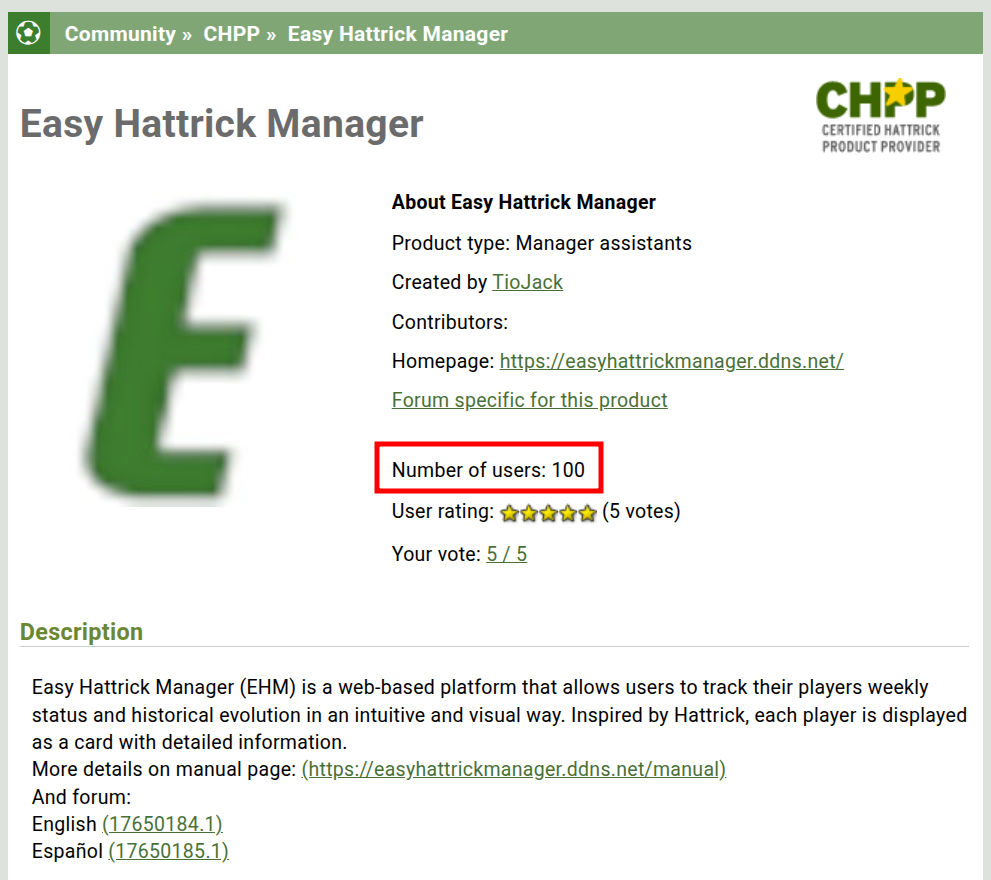 Community » CHPP » Easy Hattrick Manager
CHPP
CERTIFIED HATTRICK
PRODUCT PROVIDER
Easy Hattrick Manager
E
About Easy Hattrick Manager
Product type: Manager assistants
Created by TioJack
Contributors:
Homepage: https://easyhattrickmanager.ddns.net/
Forum specific for this product
Number of users: 100
User rating: (5 votes)
Your vote: 5 / 5
Description
Easy Hattrick Manager (EHM) is a web-based platform that allows users to track their players weekly
status and historical evolution in an intuitive and visual way. Inspired by Hattrick, each player is displayed
as a card with detailed information.
More details on manual page: (https://easyhattrickmanager.ddns.net/manual)
And forum:
English (17650184.1)
Español (17650185.1)